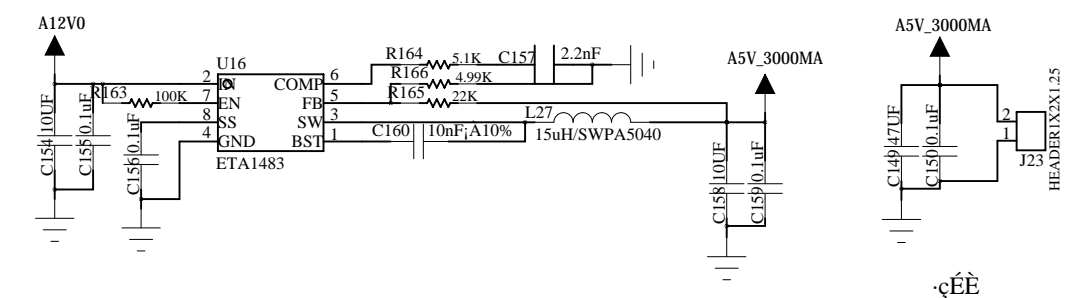 A12V0
U16
2 IN
7 EN
8 SS
4 GND
COMP 6
FB 5
SW 3
BST 1
ETA1483
R163
100K
C154 10UF
C155 0.1uF
C156 0.1uF
R164
5.1K
C157
2.2nF
R166
4.99K
R165
22K
L27
15uH/SWPA5040
C160
10nF¡À10%
A5V_3000MA
C158 10UF
C159 0.1uF
A5V_3000MA
C149 47UF
C150 0.1uF
2
1
J23
HEADER1X2X1.25
·çÉÈ